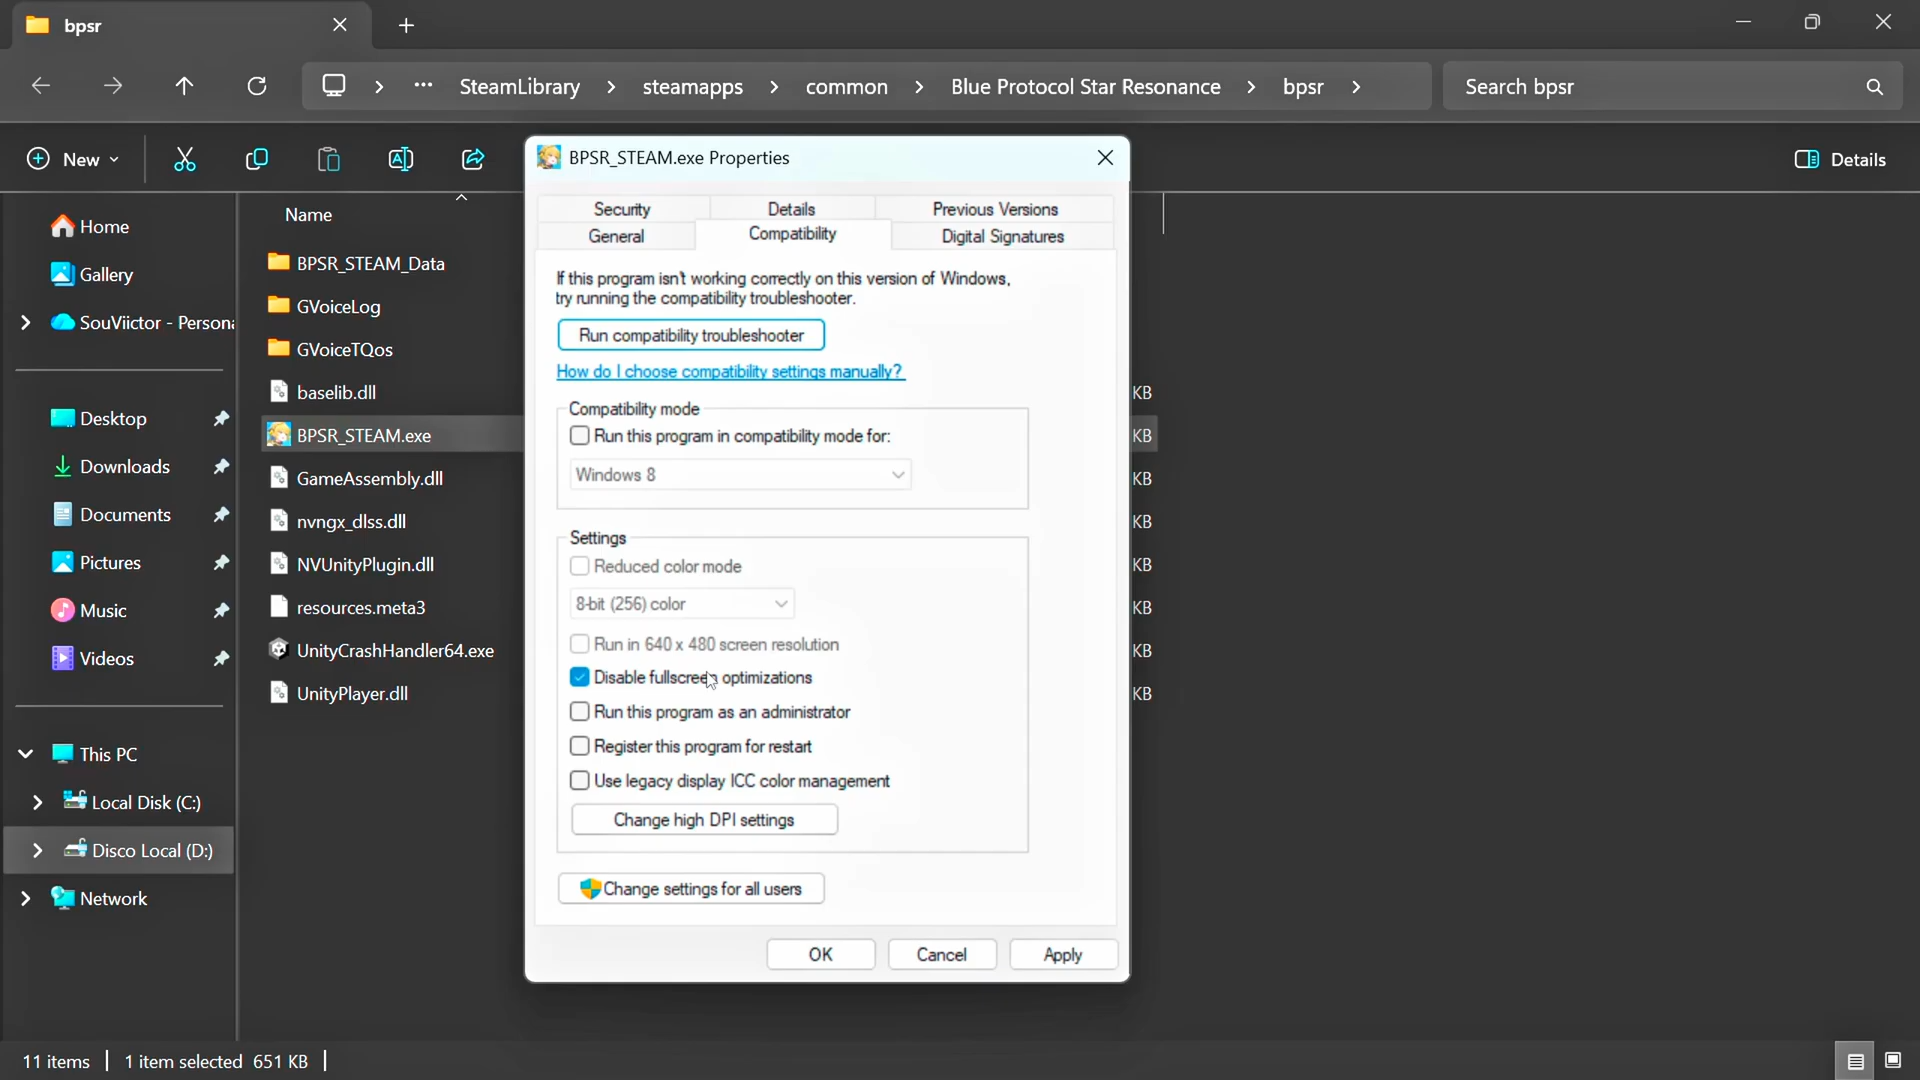 bpsr
SteamLibrary
steamapps
common
Blue Protocol Star Resonance
bpsr
Search bpsr
New
Details
Home
Gallery
SouViictor - Persona
Desktop
Downloads
Documents
Pictures
Music
Videos
This PC
Local Disk (C:)
Disco Local (D:)
Network
Name
BPSR_STEAM_Data
GVoiceLog
GVoiceTQos
baselib.dll
KB
BPSR_STEAM.exe
KB
GameAssembly.dll
KB
nvngx_dlss.dll
KB
NVUnityPlugin.dll
KB
resources.meta3
KB
UnityCrashHandler64.exe
KB
UnityPlayer.dll
KB
BPSR_STEAM.exe Properties
Security
Details
Previous Versions
General
Compatibility
Digital Signatures
If this program isn't working correctly on this version of Windows,
try running the compatibility troubleshooter.
Run compatibility troubleshooter
How do I choose compatibility settings manually?
Compatibility mode
Run this program in compatibility mode for:
Windows 8
Settings
Reduced color mode
8-bit (256) color
Run in 640 x 480 screen resolution
Disable fullscreen optimizations
Run this program as an administrator
Register this program for restart
Use legacy display ICC color management
Change high DPI settings
Change settings for all users
OK
Cancel
Apply
11 items
1 item selected 651 KB